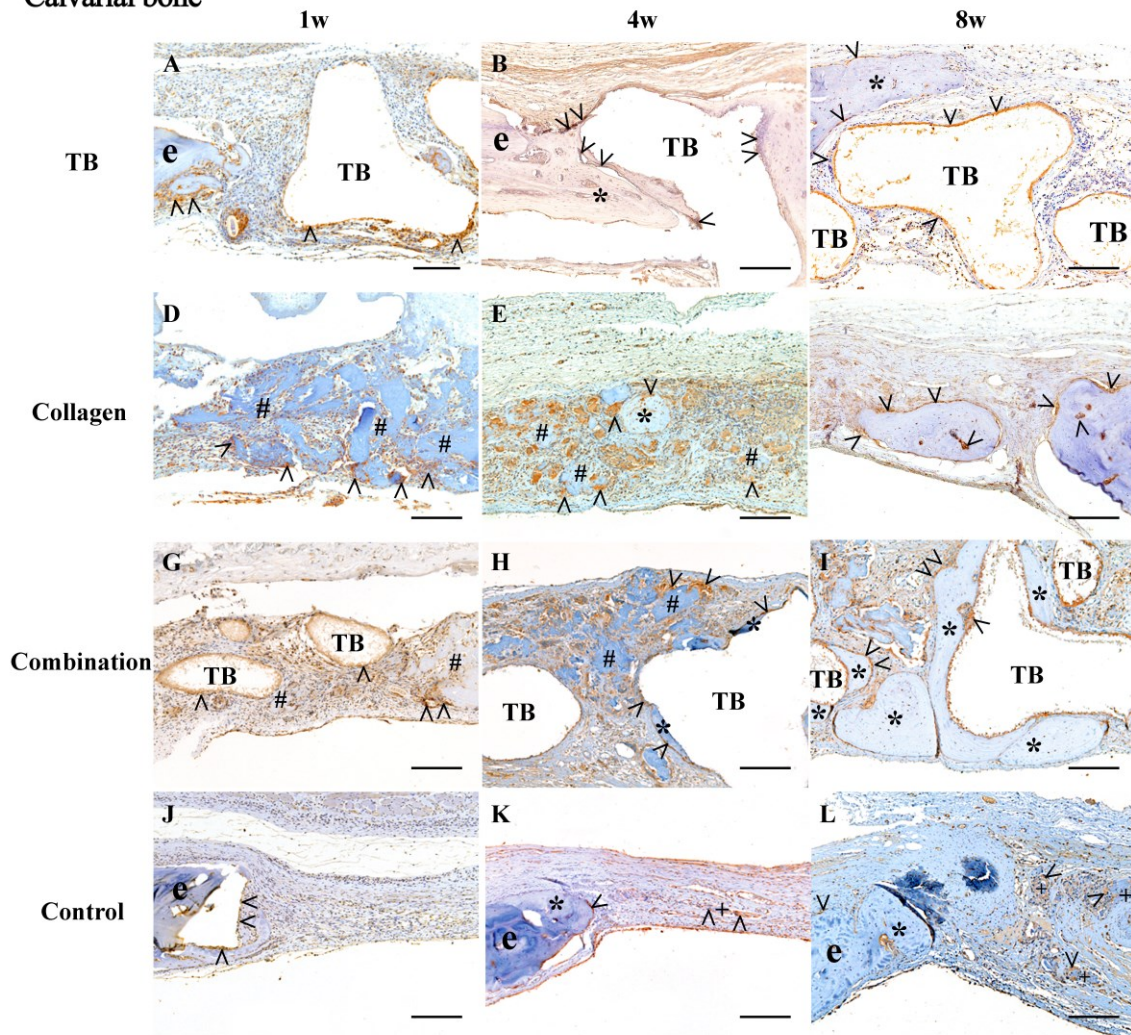 Calvarial bone
1w 4w 8w
A B
TB e TB e TB TB TB TB
D E
Collagen
G H I
Combination TB TB TB TB TB TB TB
J K L
Control e e e